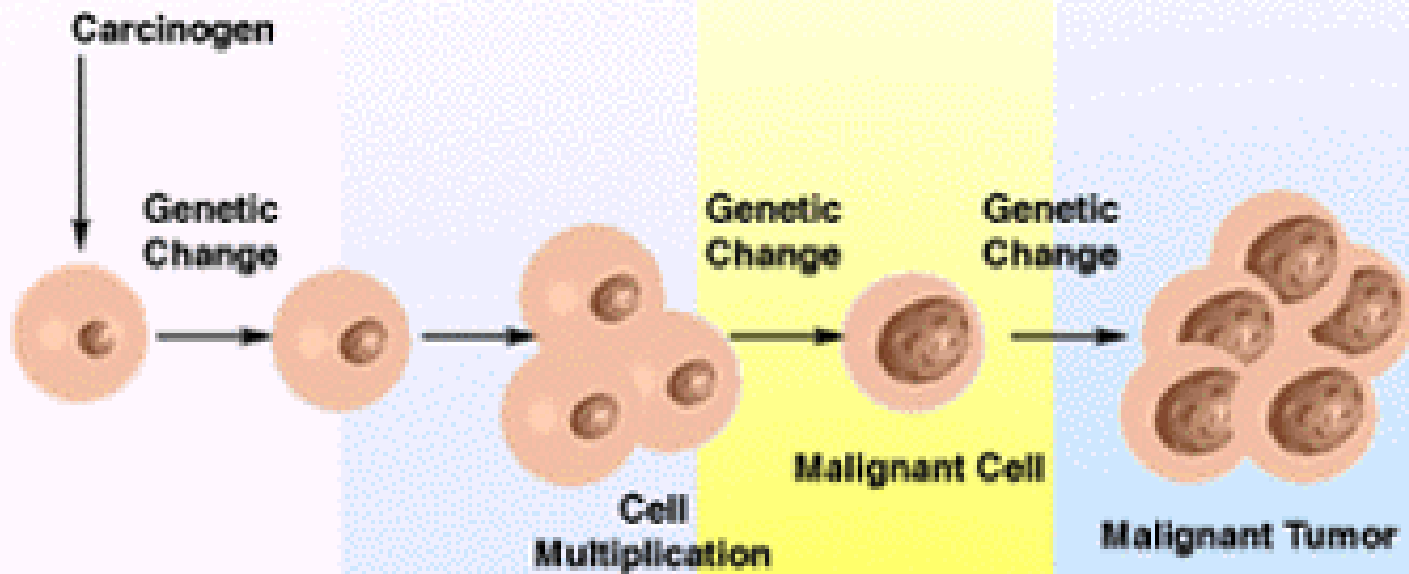 Carcinogen
Genetic
Change
Genetic
Change
Genetic
Change
Malignant Cell
Cell
Multiplication
Malignant Tumor